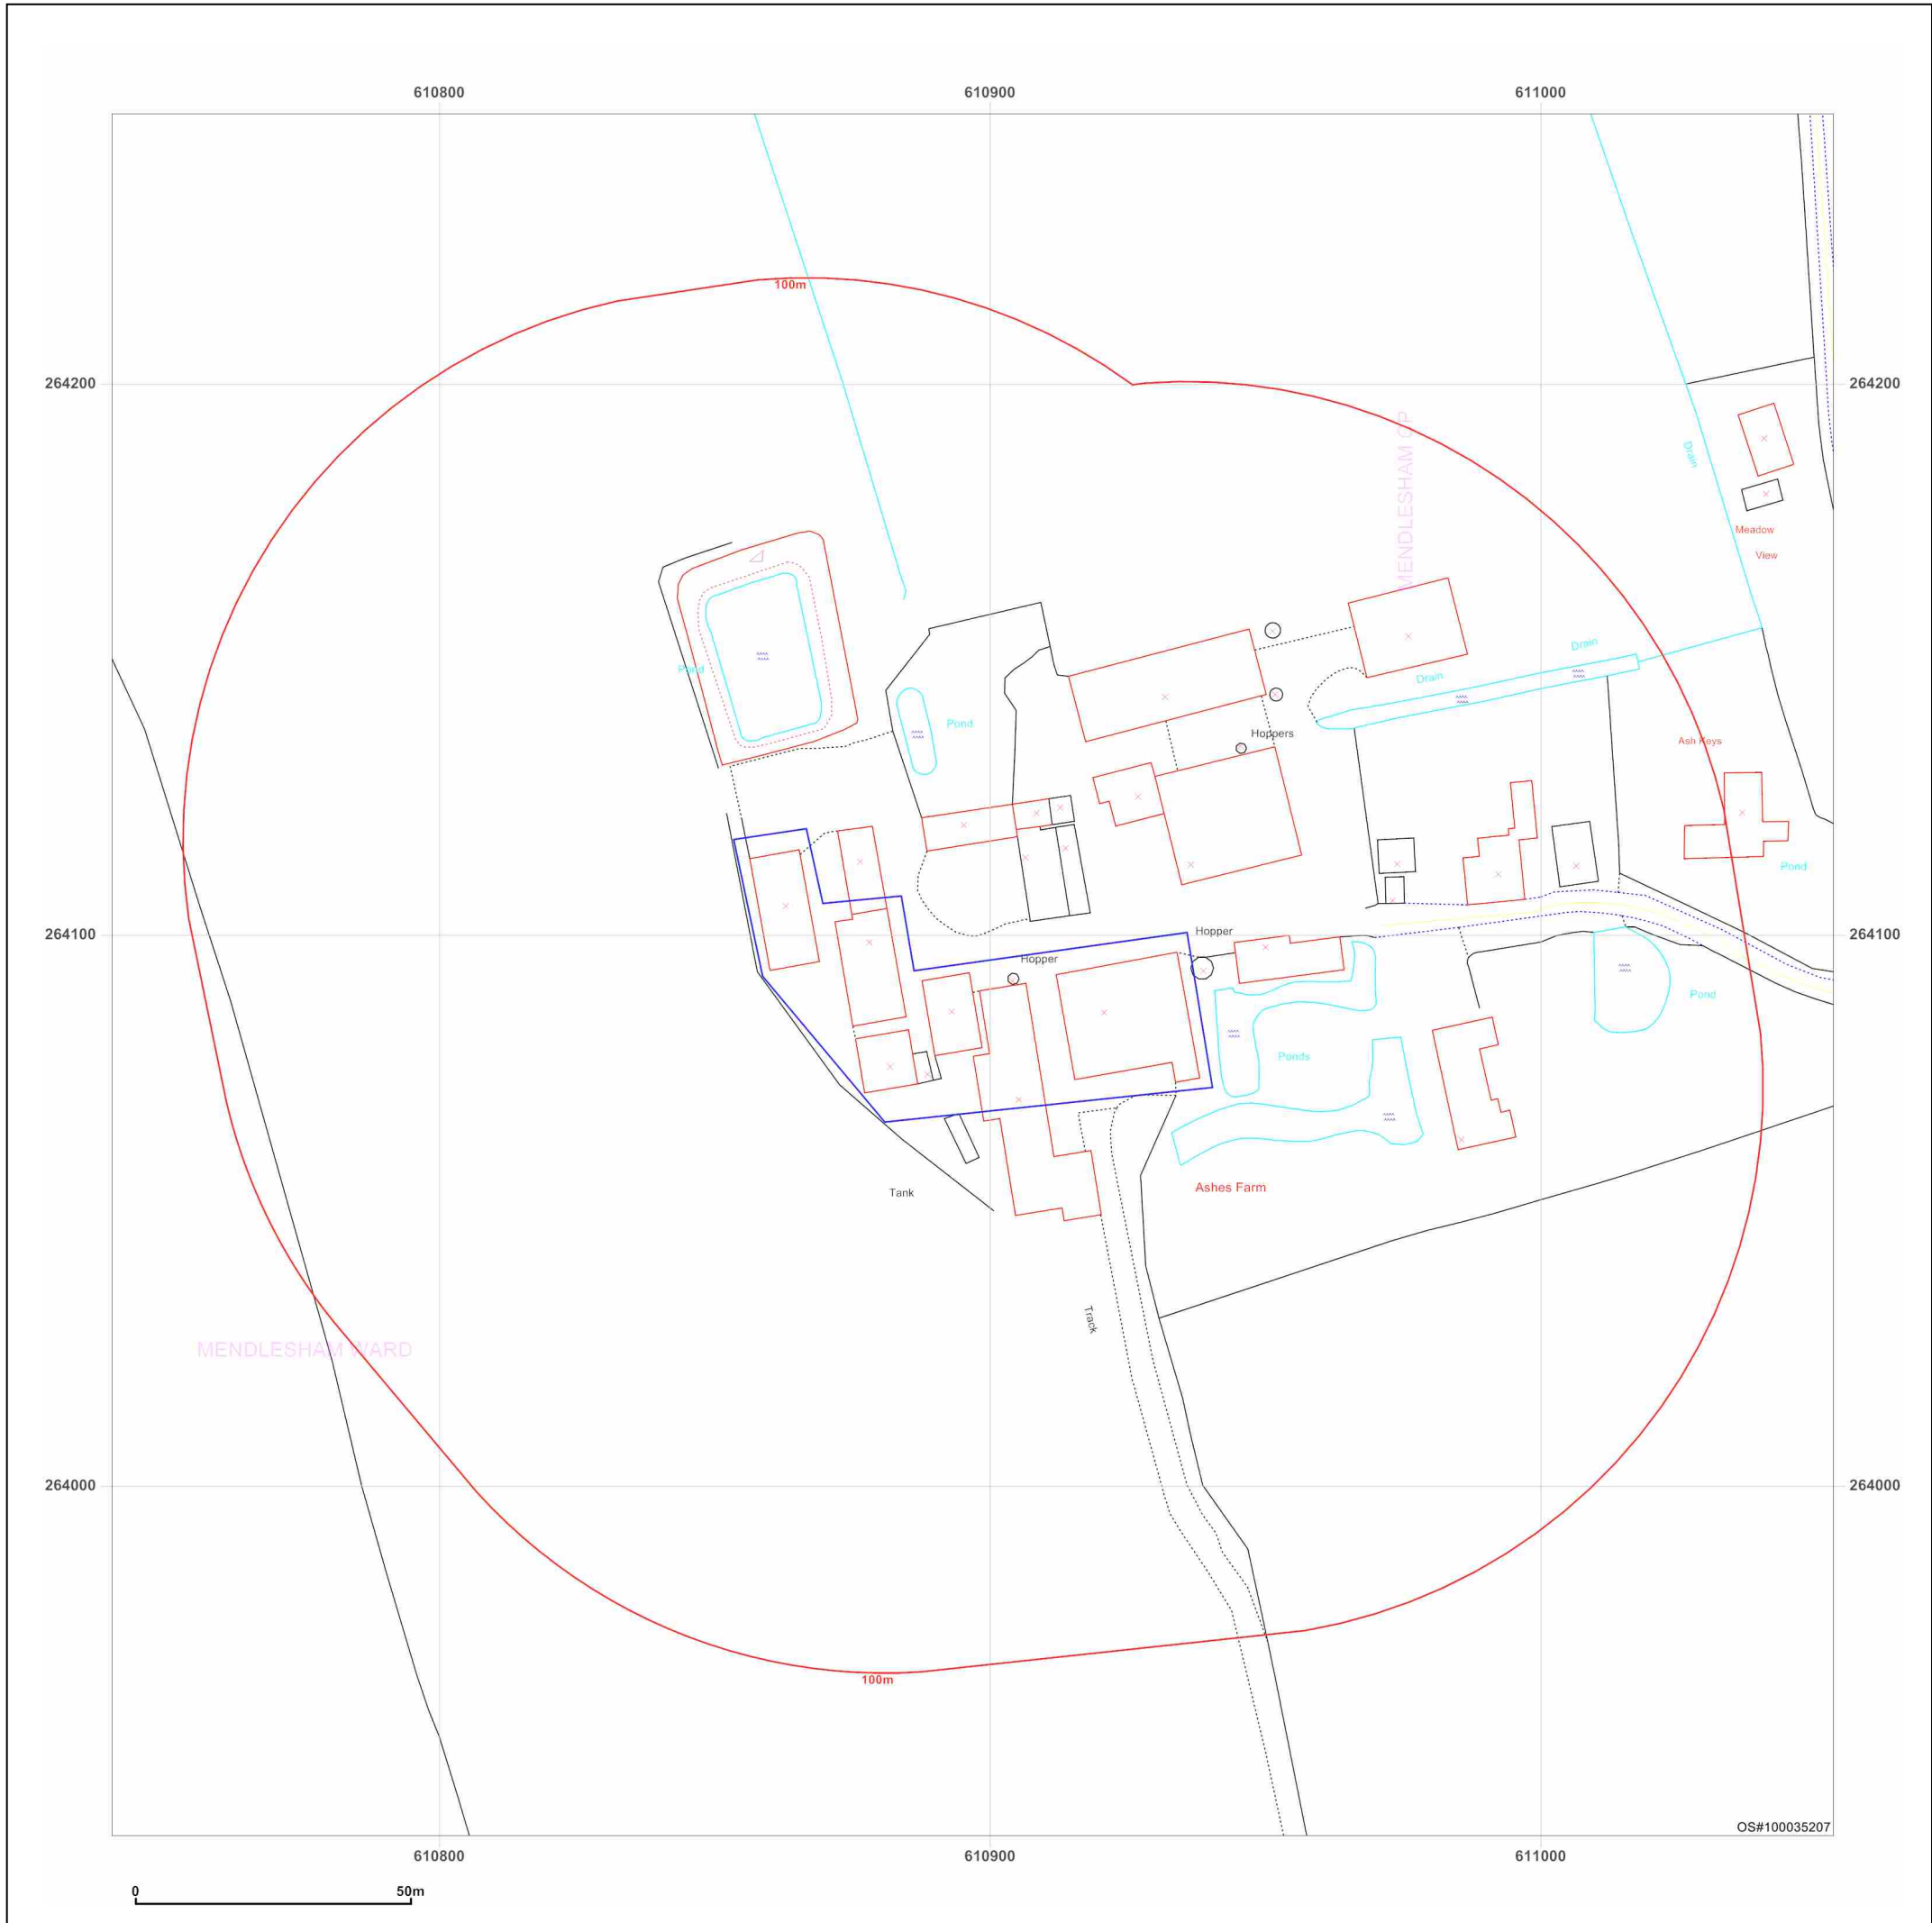 610800
610900
611000
100m
264200
264200
MENDLESHAM CP
Drain
Meadow
View
Pond
Drain
Drain
Pond
Hoppers
Ash Keys
Pond
264100
Hopper
264100
Hopper
Pond
Ponds
Tank
Ashes Farm
Track
MENDLESHAM WARD
264000
264000
100m
OS#100035207
610800
610900
611000
0
50m